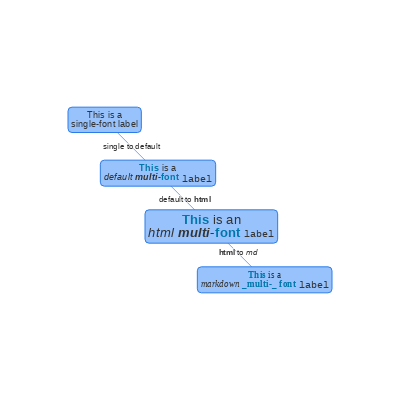 This is a
single-font label
single to default
This is a
default multi-font label
default to html
This is an
html multi-font label
html to md
This is a
markdown _multi-_ font label